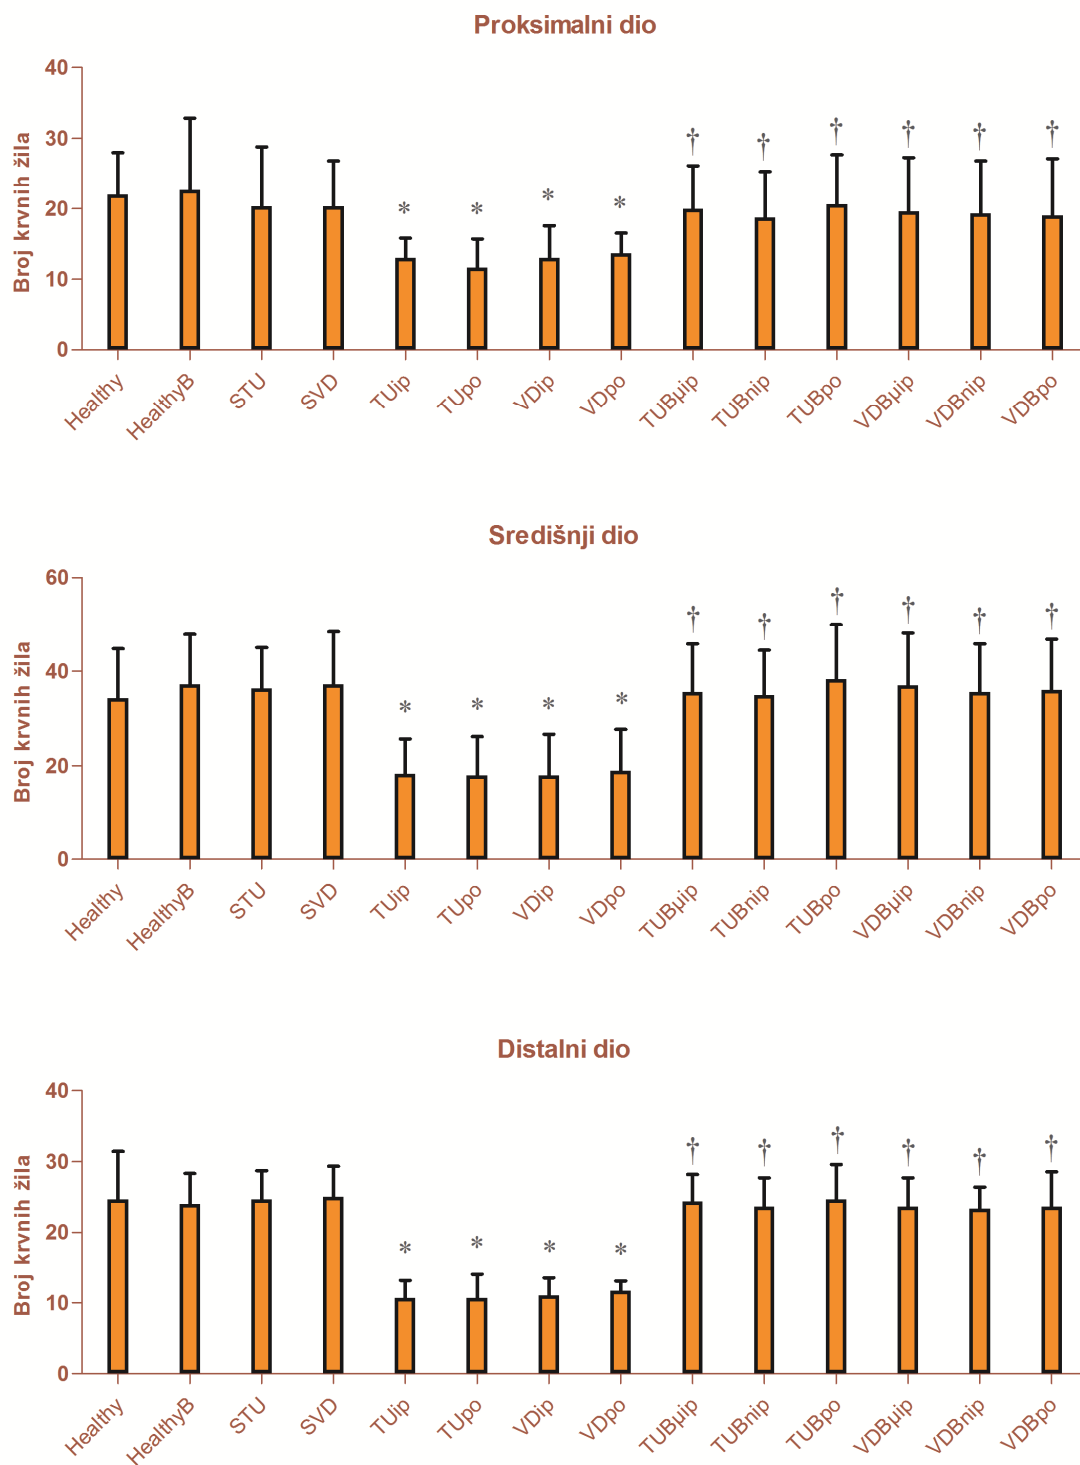 Proksimalni dio
Broj krvnih žila
40
30
20
10
0
* * * * † † † † † †
Healthy HealthyB STU SVD TUip TUpo VDip VDpo TUBµip TUBnip TUBpo VDBµip VDBnip VDBpo
Središnji dio
Broj krvnih žila
60
40
20
0
* * * * † † † † † †
Healthy HealthyB STU SVD TUip TUpo VDip VDpo TUBµip TUBnip TUBpo VDBµip VDBnip VDBpo
Distalni dio
Broj krvnih žila
40
30
20
10
0
* * * * † † † † † †
Healthy HealthyB STU SVD TUip TUpo VDip VDpo TUBµip TUBnip TUBpo VDBµip VDBnip VDBpo